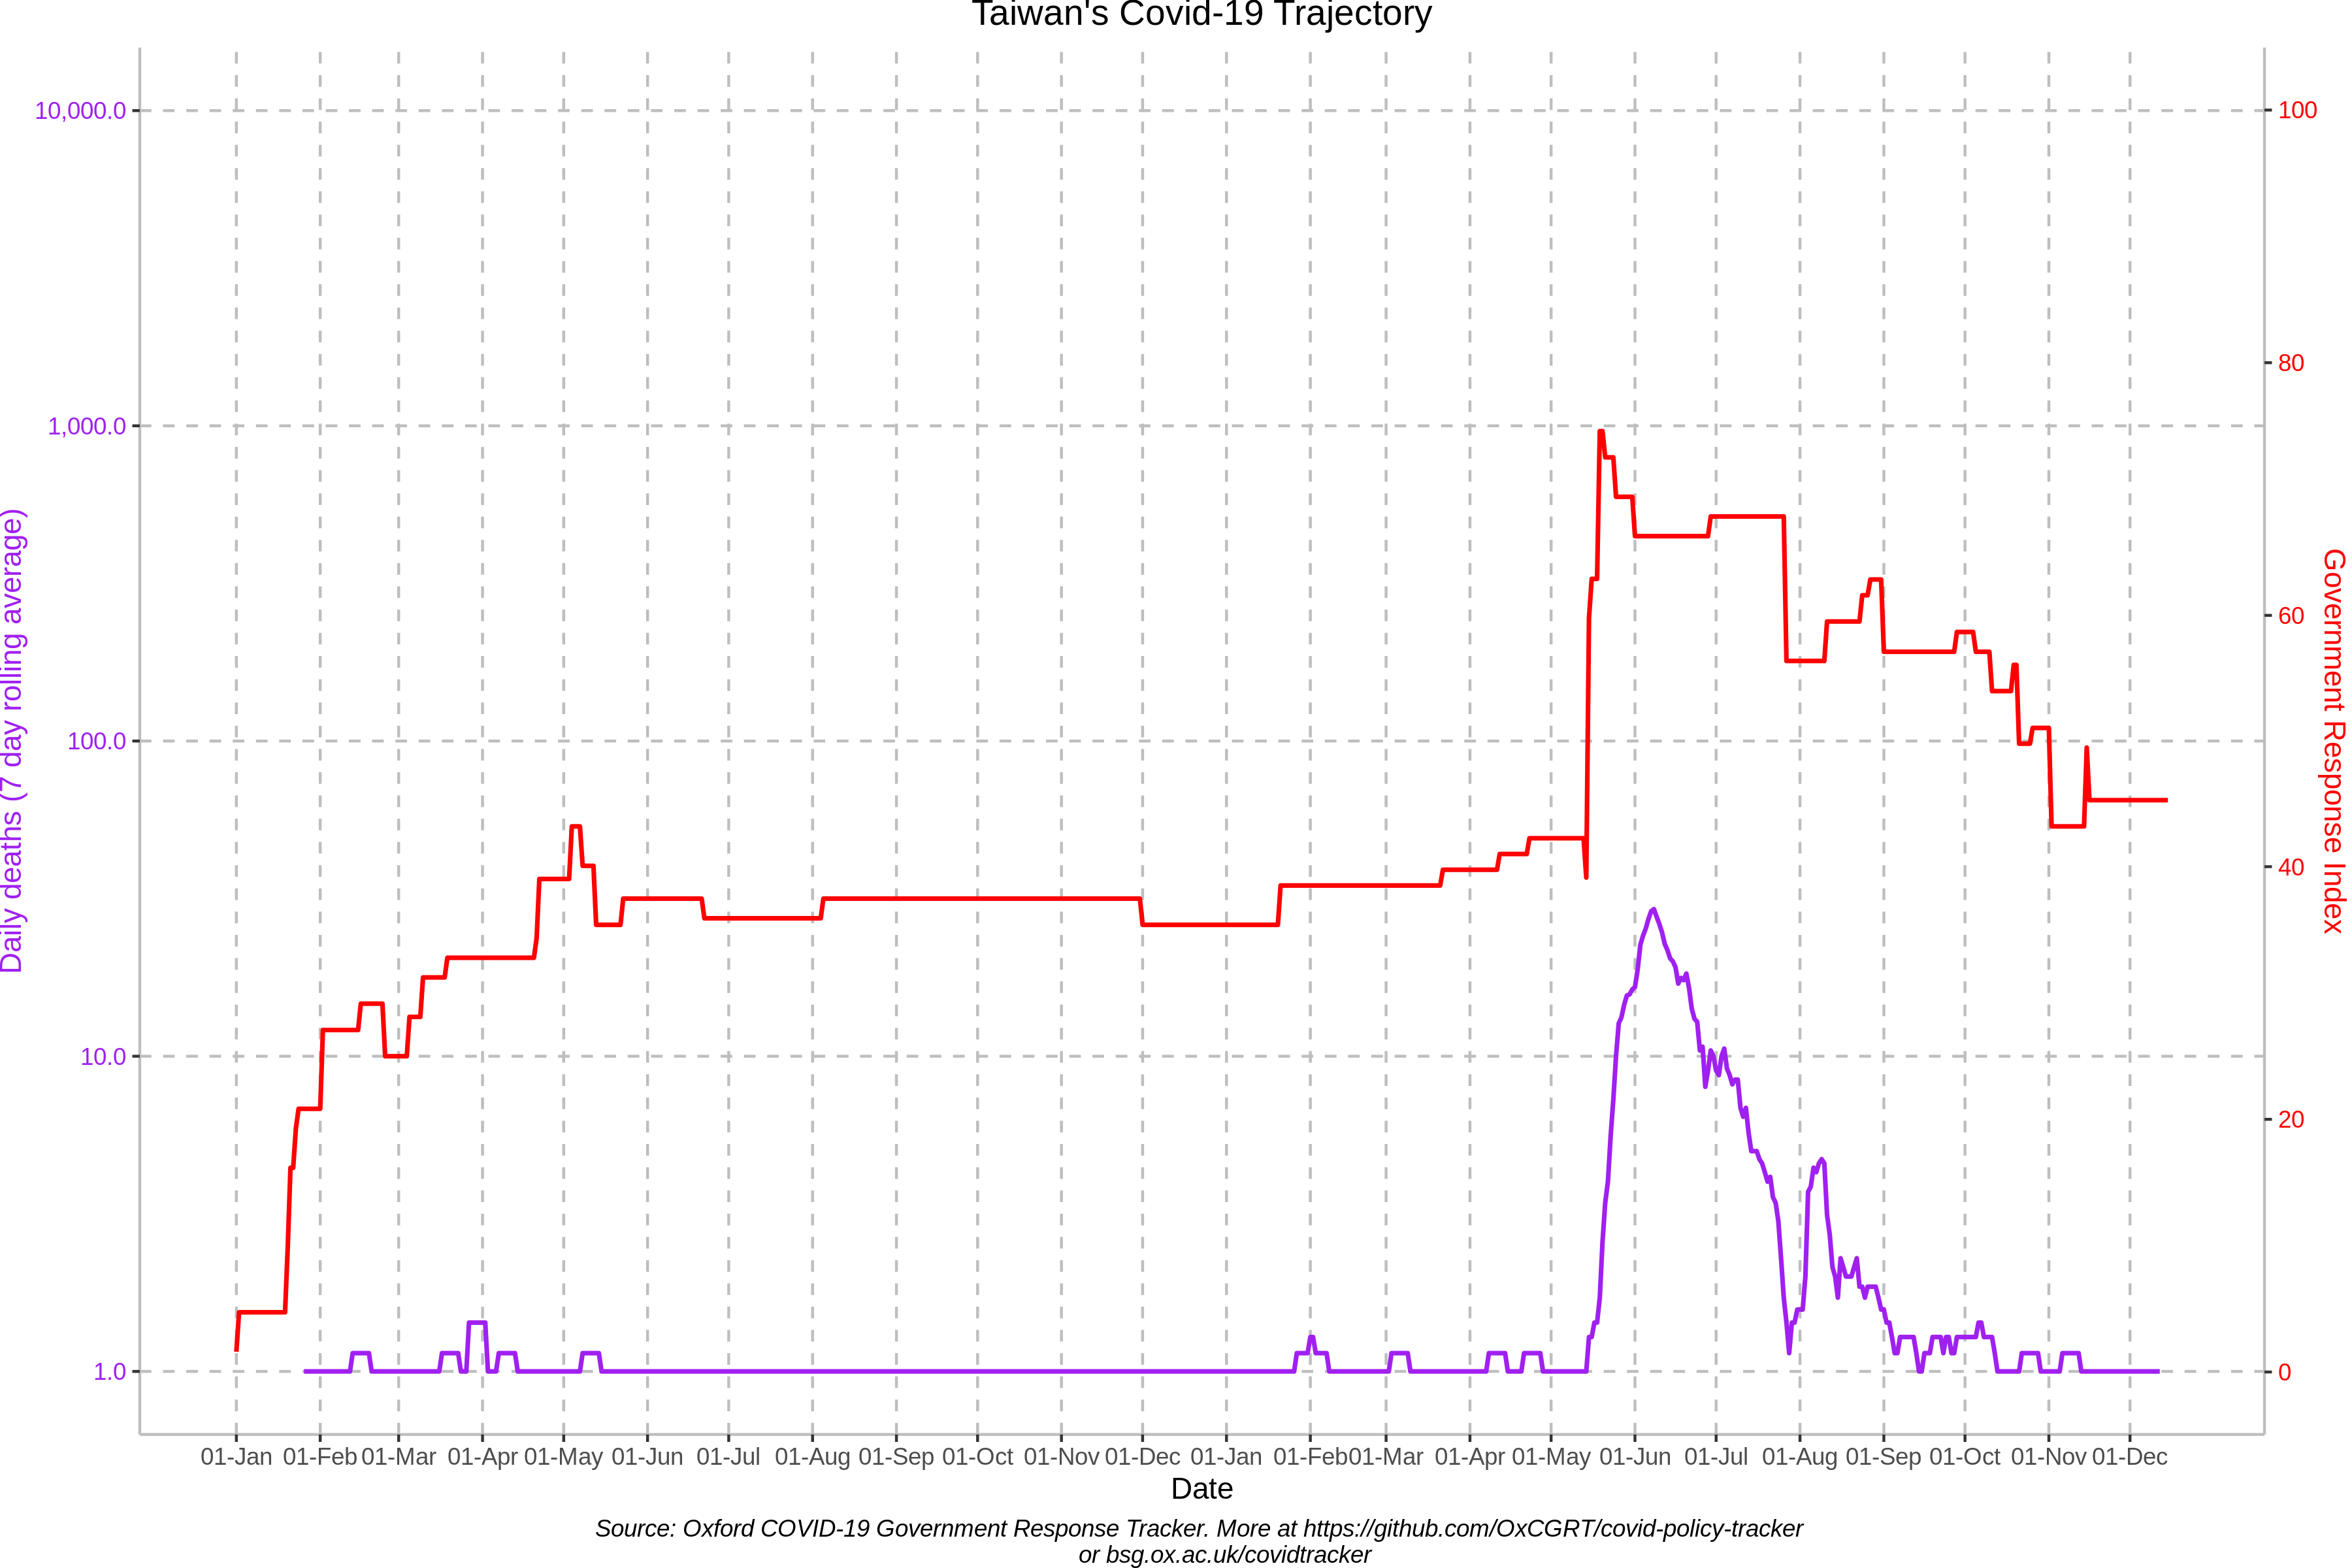 Taiwan's Covid-19 Trajectory
10,000.0
1,000.0
100.0
10.0
1.0
Daily deaths (7 day rolling average)
100
80
60
40
20
0
Government Response Index
01-Jan 01-Feb 01-Mar 01-Apr 01-May 01-Jun 01-Jul 01-Aug 01-Sep 01-Oct 01-Nov 01-Dec 01-Jan 01-Feb 01-Mar 01-Apr 01-May 01-Jun 01-Jul 01-Aug 01-Sep 01-Oct 01-Nov 01-Dec
Date
Source: Oxford COVID-19 Government Response Tracker. More at https://github.com/OxCGRT/covid-policy-tracker
or bsg.ox.ac.uk/covidtracker